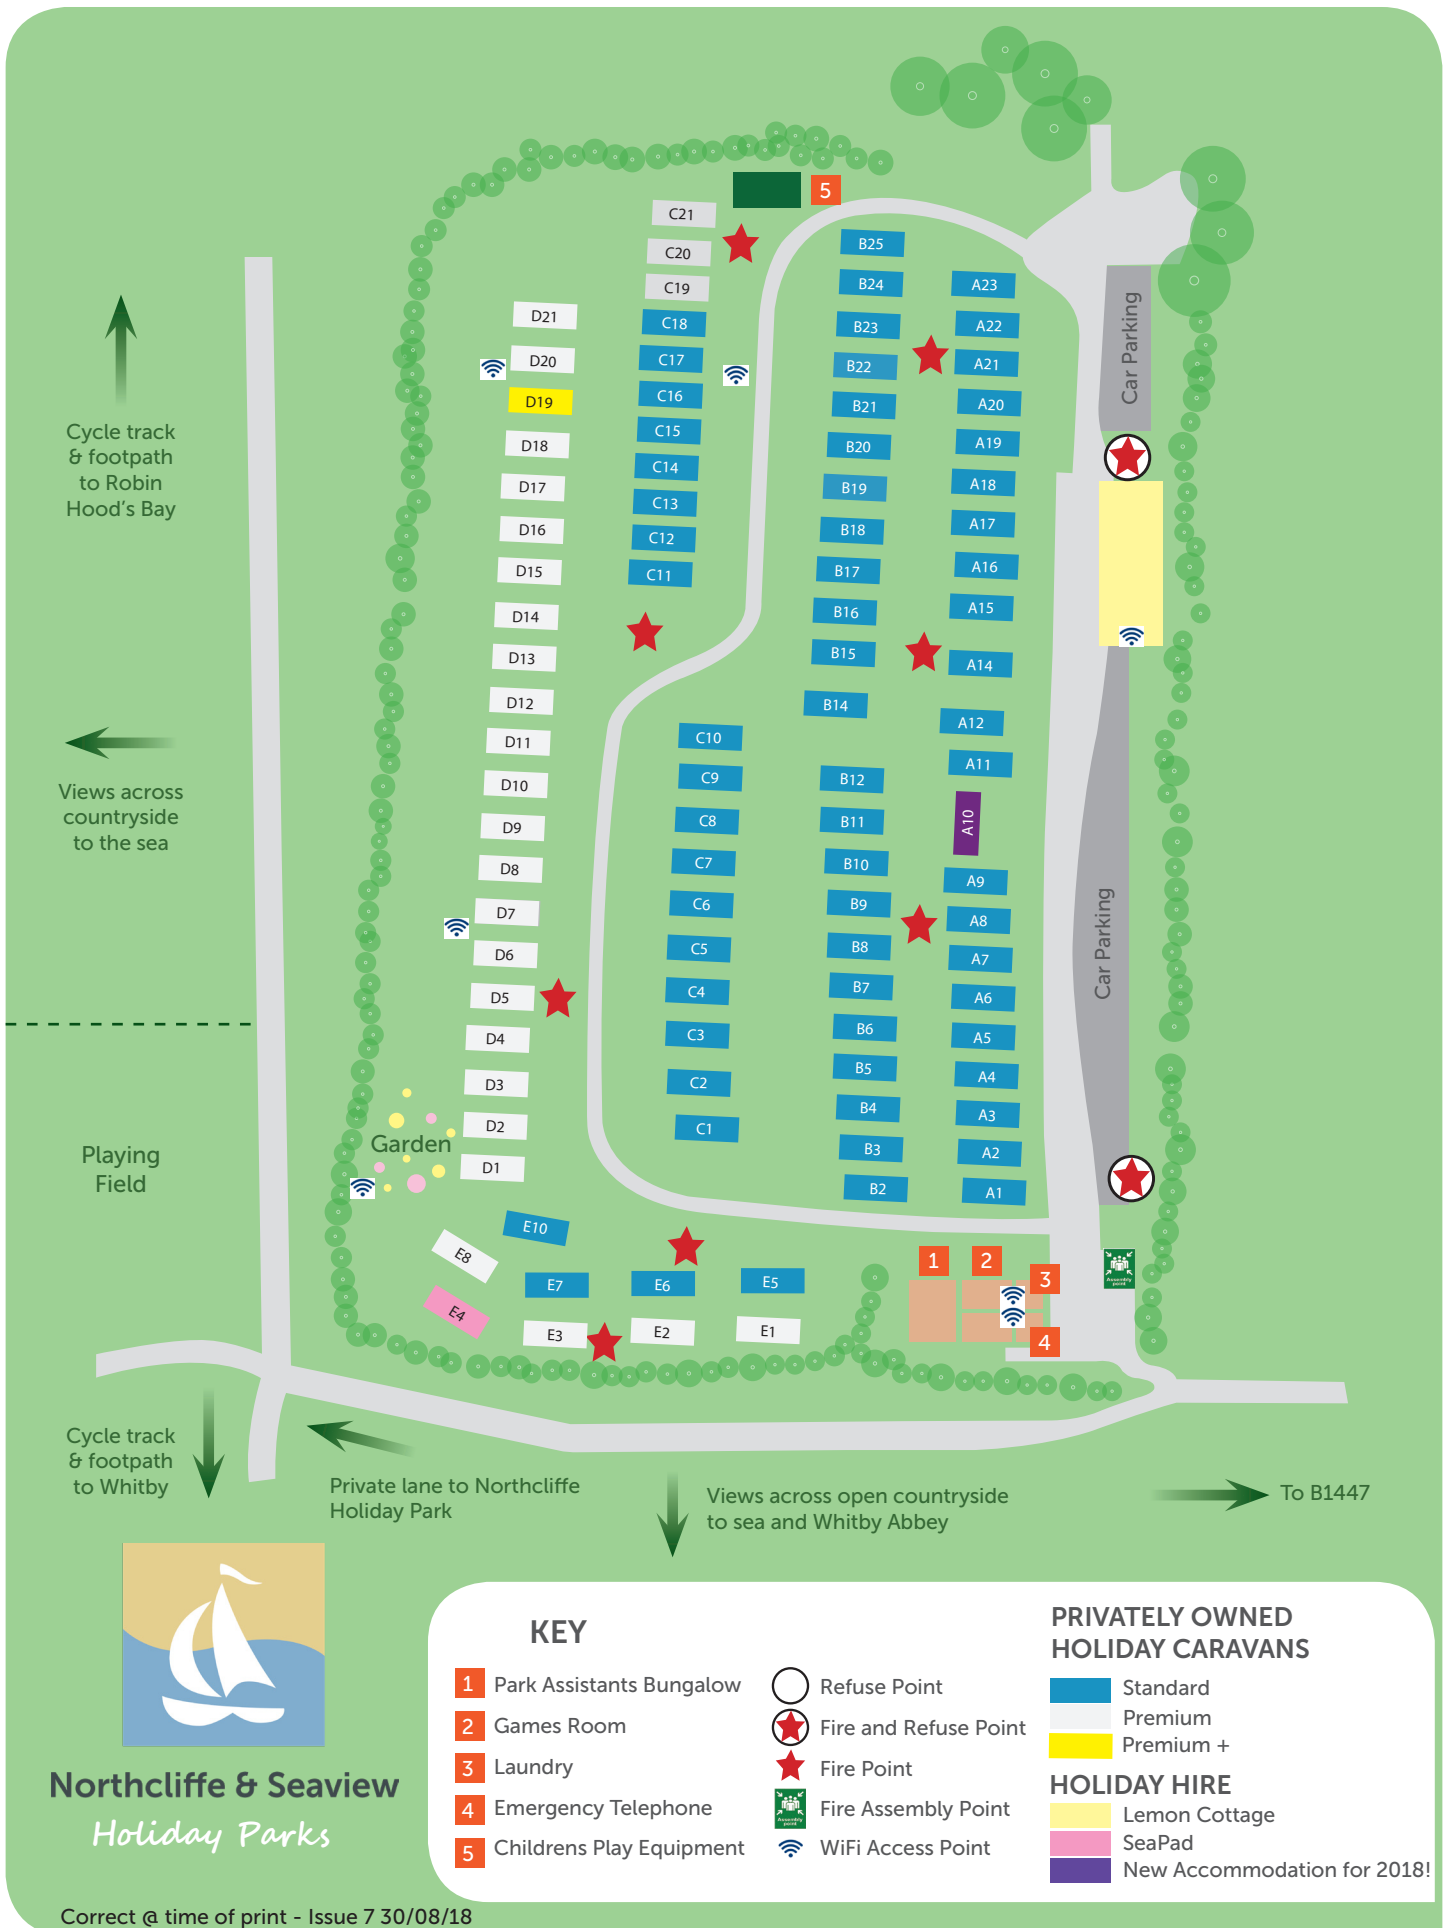 5
C21
C20
C19
C18
C17
C16
C15
C14
C13
C12
C11
B25
B24
B23
B22
B21
B20
B19
B18
B17
B16
B15
B14
A23
A22
A21
A20
A19
A18
A17
A16
A15
A14
A12
A11
A10
A9
A8
A7
A6
A5
A4
A3
A2
A1
D21
D20
D19
D18
D17
D16
D15
D14
D13
D12
D11
D10
D9
D8
D7
D6
D5
D4
D3
D2
D1
C10
C9
C8
C7
C6
C5
C4
C3
C2
C1
B12
B11
B10
B9
B8
B7
B6
B5
B4
B3
B2
Car Parking
Car Parking
Cycle track
& footpath
to Robin
Hood's Bay
Views across
countryside
to the sea
Playing
Field
Garden
E10
E8
E7
E6
E5
E4
E3
E2
E1
1
2
3
4
Assembly
point
Cycle track
& footpath
to Whitby
Private lane to Northcliffe
Holiday Park
Views across open countryside
to sea and Whitby Abbey
To B1447
Northcliffe & Seaview
Holiday Parks
KEY
1 Park Assistants Bungalow
2 Games Room
3 Laundry
4 Emergency Telephone
5 Childrens Play Equipment
Refuse Point
Fire and Refuse Point
Fire Point
Assembly
point
Fire Assembly Point
WiFi Access Point
PRIVATELY OWNED
HOLIDAY CARAVANS
Standard
Premium
Premium +
HOLIDAY HIRE
Lemon Cottage
SeaPad
New Accommodation for 2018!
Correct @ time of print - Issue 7 30/08/18